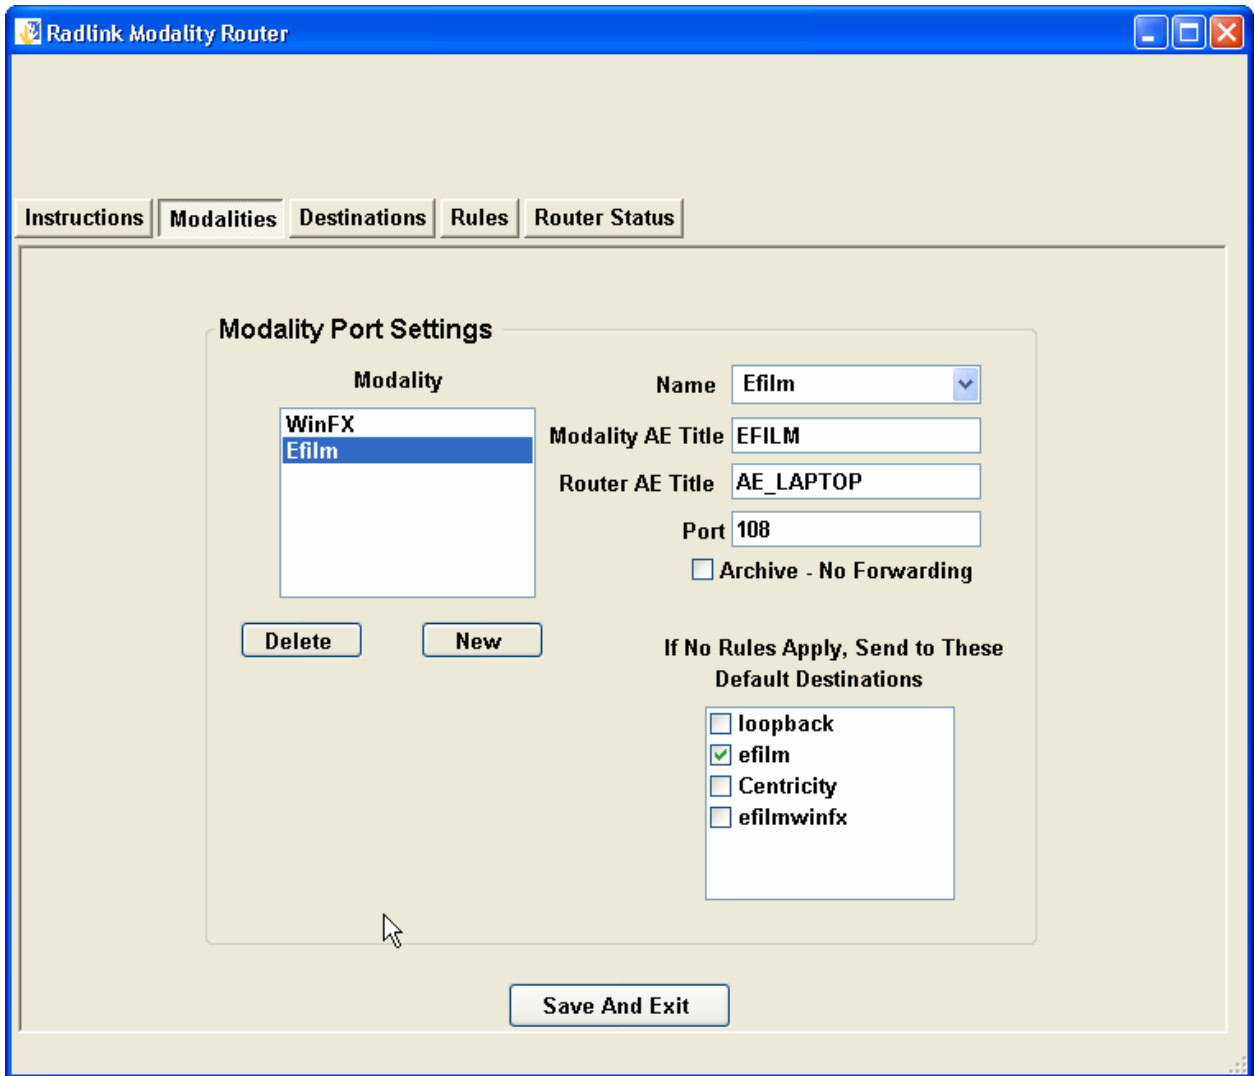 Radlink Modality Router
Instructions Modalities Destinations Rules Router Status
Modality Port Settings
Modality
WinFX
Efilm
Delete New
Name Efilm
Modality AE Title EFILM
Router AE Title AE_LAPTOP
Port 108
Archive - No Forwarding
If No Rules Apply, Send to These
Default Destinations
loopback
efilm
Centricity
efilmwinfx
Save And Exit